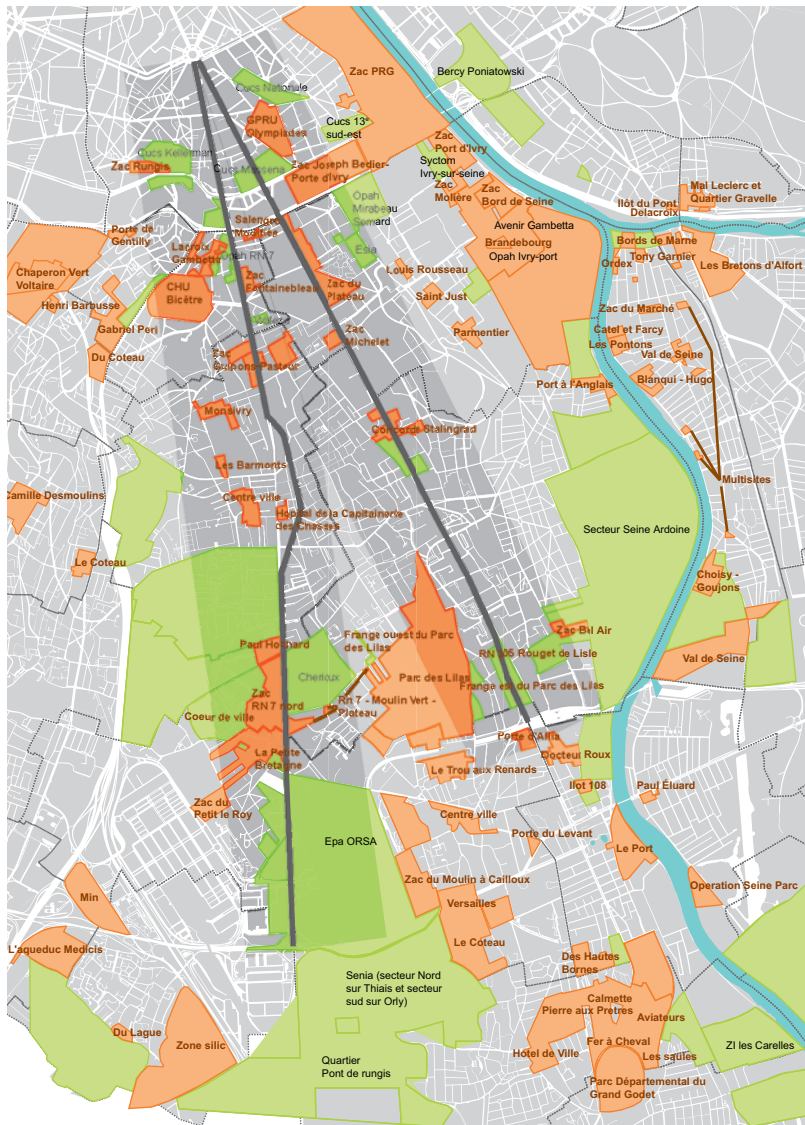 Zac PRG
Bercy Poniatowski
Cucs Nationale
GPRU
Olympiades
Cucs 13e
sud-est
Cucs Kellerman
Zac Rungis
Cucs Massena
Zac Joseph Bedier-
Porte d'Ivry
Zac
Port d'Ivry
Syctom
Ivry-sur-seine
Zac
Molière
Zac
Bord de Seine
Mal Leclerc et
Quartier Gravelle
Ilôt du Pont
Delacroix
Opah
Mirabeau
Semard
Esia
Avenir Gambetta
Brandebourg
Opah Ivry-port
Bords de Marne
Tony Garnier
Ordex
Les Bretons d'Alfort
Porte de
Gentilly
Salengro
Lacroix
Gambetta
Opah RN 7
Chaperon Vert
Voltaire
CHU
Bicêtre
Zac
Fontainebleau
Zac du
Plateau
Louis Rousseau
Saint Just
Henri Barbusse
Gabriel Peri
Zac
Michelet
Parmentier
Zac du Marché
Catel et Farcy
Les Pontons
Val de Seine
Du Coteau
Zac
Guipons-Pasteur
Port à l'Anglais
Blanqui - Hugo
Monsivry
Concorde Stalingrad
Les Barmonts
Multisites
Camille Desmoulins
Centre ville
Hopital de la Capitainerie
des Chasses
Secteur Seine Ardoine
Le Coteau
Choisy -
Goujons
Zac Bel Air
Frange ouest du Parc
des Lilas
Paul Hochard
RN 305 Rouget de Lisle
Val de Seine
Cherioux
Parc des Lilas
Frange est du Parc des Lilas
Zac
RN 7 nord
Rn 7 - Moulin Vert -
Plateau
Coeur de ville
Porte d'Allia
La Petite
Bretagne
Docteur Roux
Le Trou aux Renards
Ilot 108
Paul Éluard
Zac du
Petit le Roy
Centre ville
Epa ORSA
Porte du Levant
Le Port
Zac du Moulin à Cailloux
Operation Seine Parc
Min
Versailles
L'aqueduc Medicis
Le Coteau
Des Hautes
Bornes
Senia (secteur Nord
sur Thiais et secteur
sud sur Orly)
Calmette
Pierre aux Pretres
Aviateurs
Du Lague
Zone silic
Fer à Cheval
Hôtel de Ville
Les saules
ZI les Carelles
Quartier
Pont de rungis
Parc Départemental du
Grand Godet